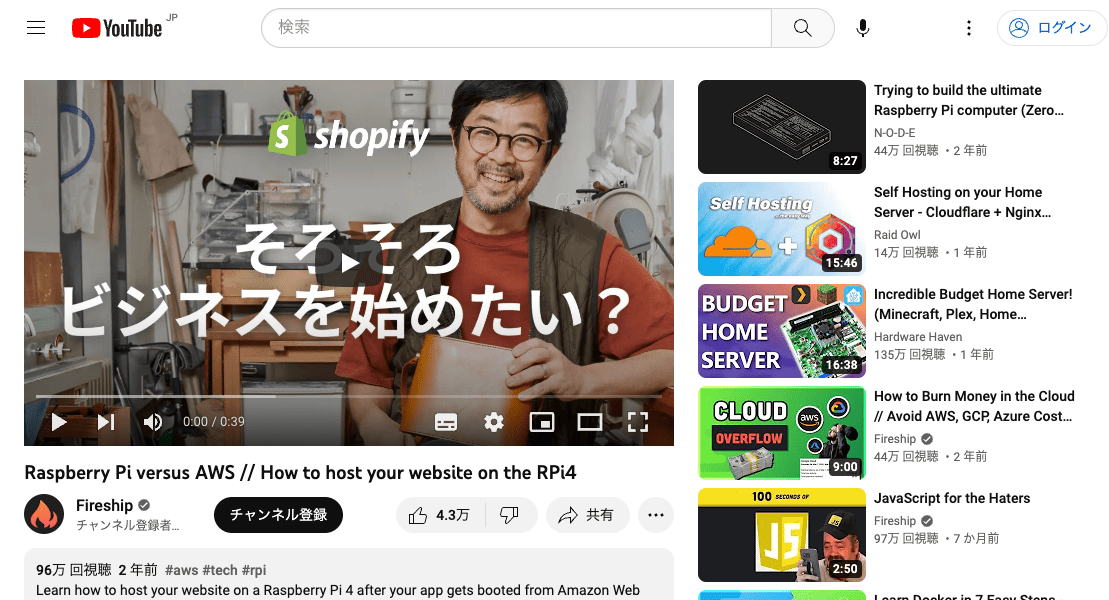 YouTube JP
検索
ログイン
shopify
そろそろ
ビジネスを始めたい？
0:00 / 0:39
Raspberry Pi versus AWS // How to host your website on the RPi4
Fireship
チャンネル登録者...
チャンネル登録
4.3万
共有
96万 回視聴 2 年前 #aws #tech #rpi
Learn how to host your website on a Raspberry Pi 4 after your app gets booted from Amazon Web
8:27
Trying to build the ultimate
Raspberry Pi computer (Zero...
N-O-D-E
44万 回視聴 ・2 年前
Self Hosting
15:46
Self Hosting on your Home
Server - Cloudflare + Nginx...
Raid Owl
14万 回視聴 ・1 年前
BUDGET
HOME
SERVER
16:38
Incredible Budget Home Server!
(Minecraft, Plex, Home...
Hardware Haven
135万 回視聴 ・1 年前
CLOUD
aws
OVERFLOW
9:00
How to Burn Money in the Cloud
// Avoid AWS, GCP, Azure Cost...
Fireship
44万 回視聴 ・2 年前
100 SECONDS OF
JS
JS
2:50
JavaScript for the Haters
Fireship
97万 回視聴 ・7 か月前
Learn Docker in 7 Easy Steps